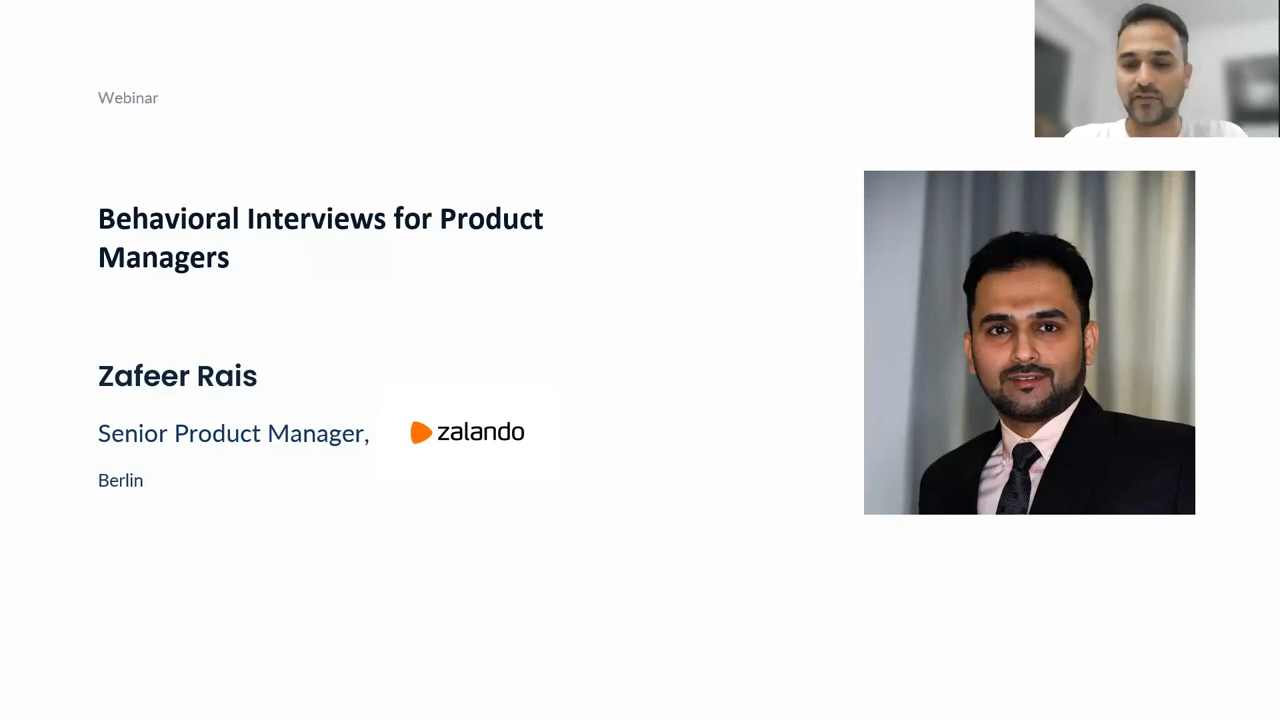 Webinar
Behavioral Interviews for Product
Managers
Zafeer Rais
Senior Product Manager,
zalando
Berlin